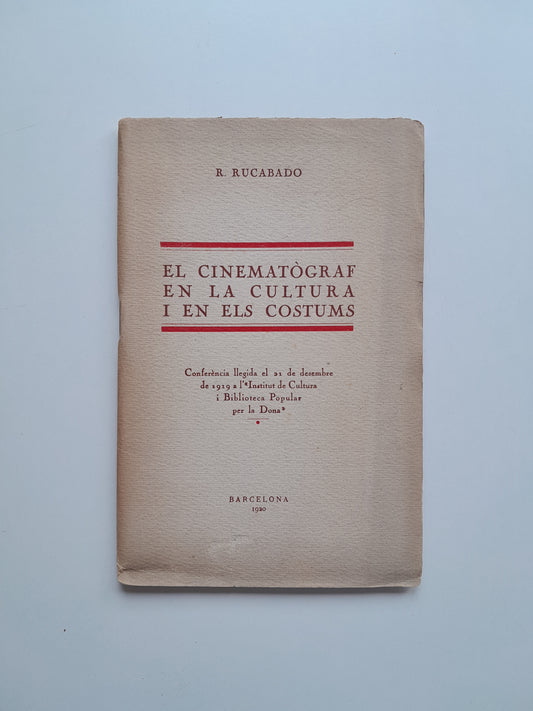 R. RUCABADO
EL CINEMATÒGRAF
EN LA CULTURA
I EN ELS COSTUMS
Conferència llegida el 21 de desembre
de 1919 a l'"Institut de Cultura
i Biblioteca Popular
per la Dona"
BARCELONA
1920